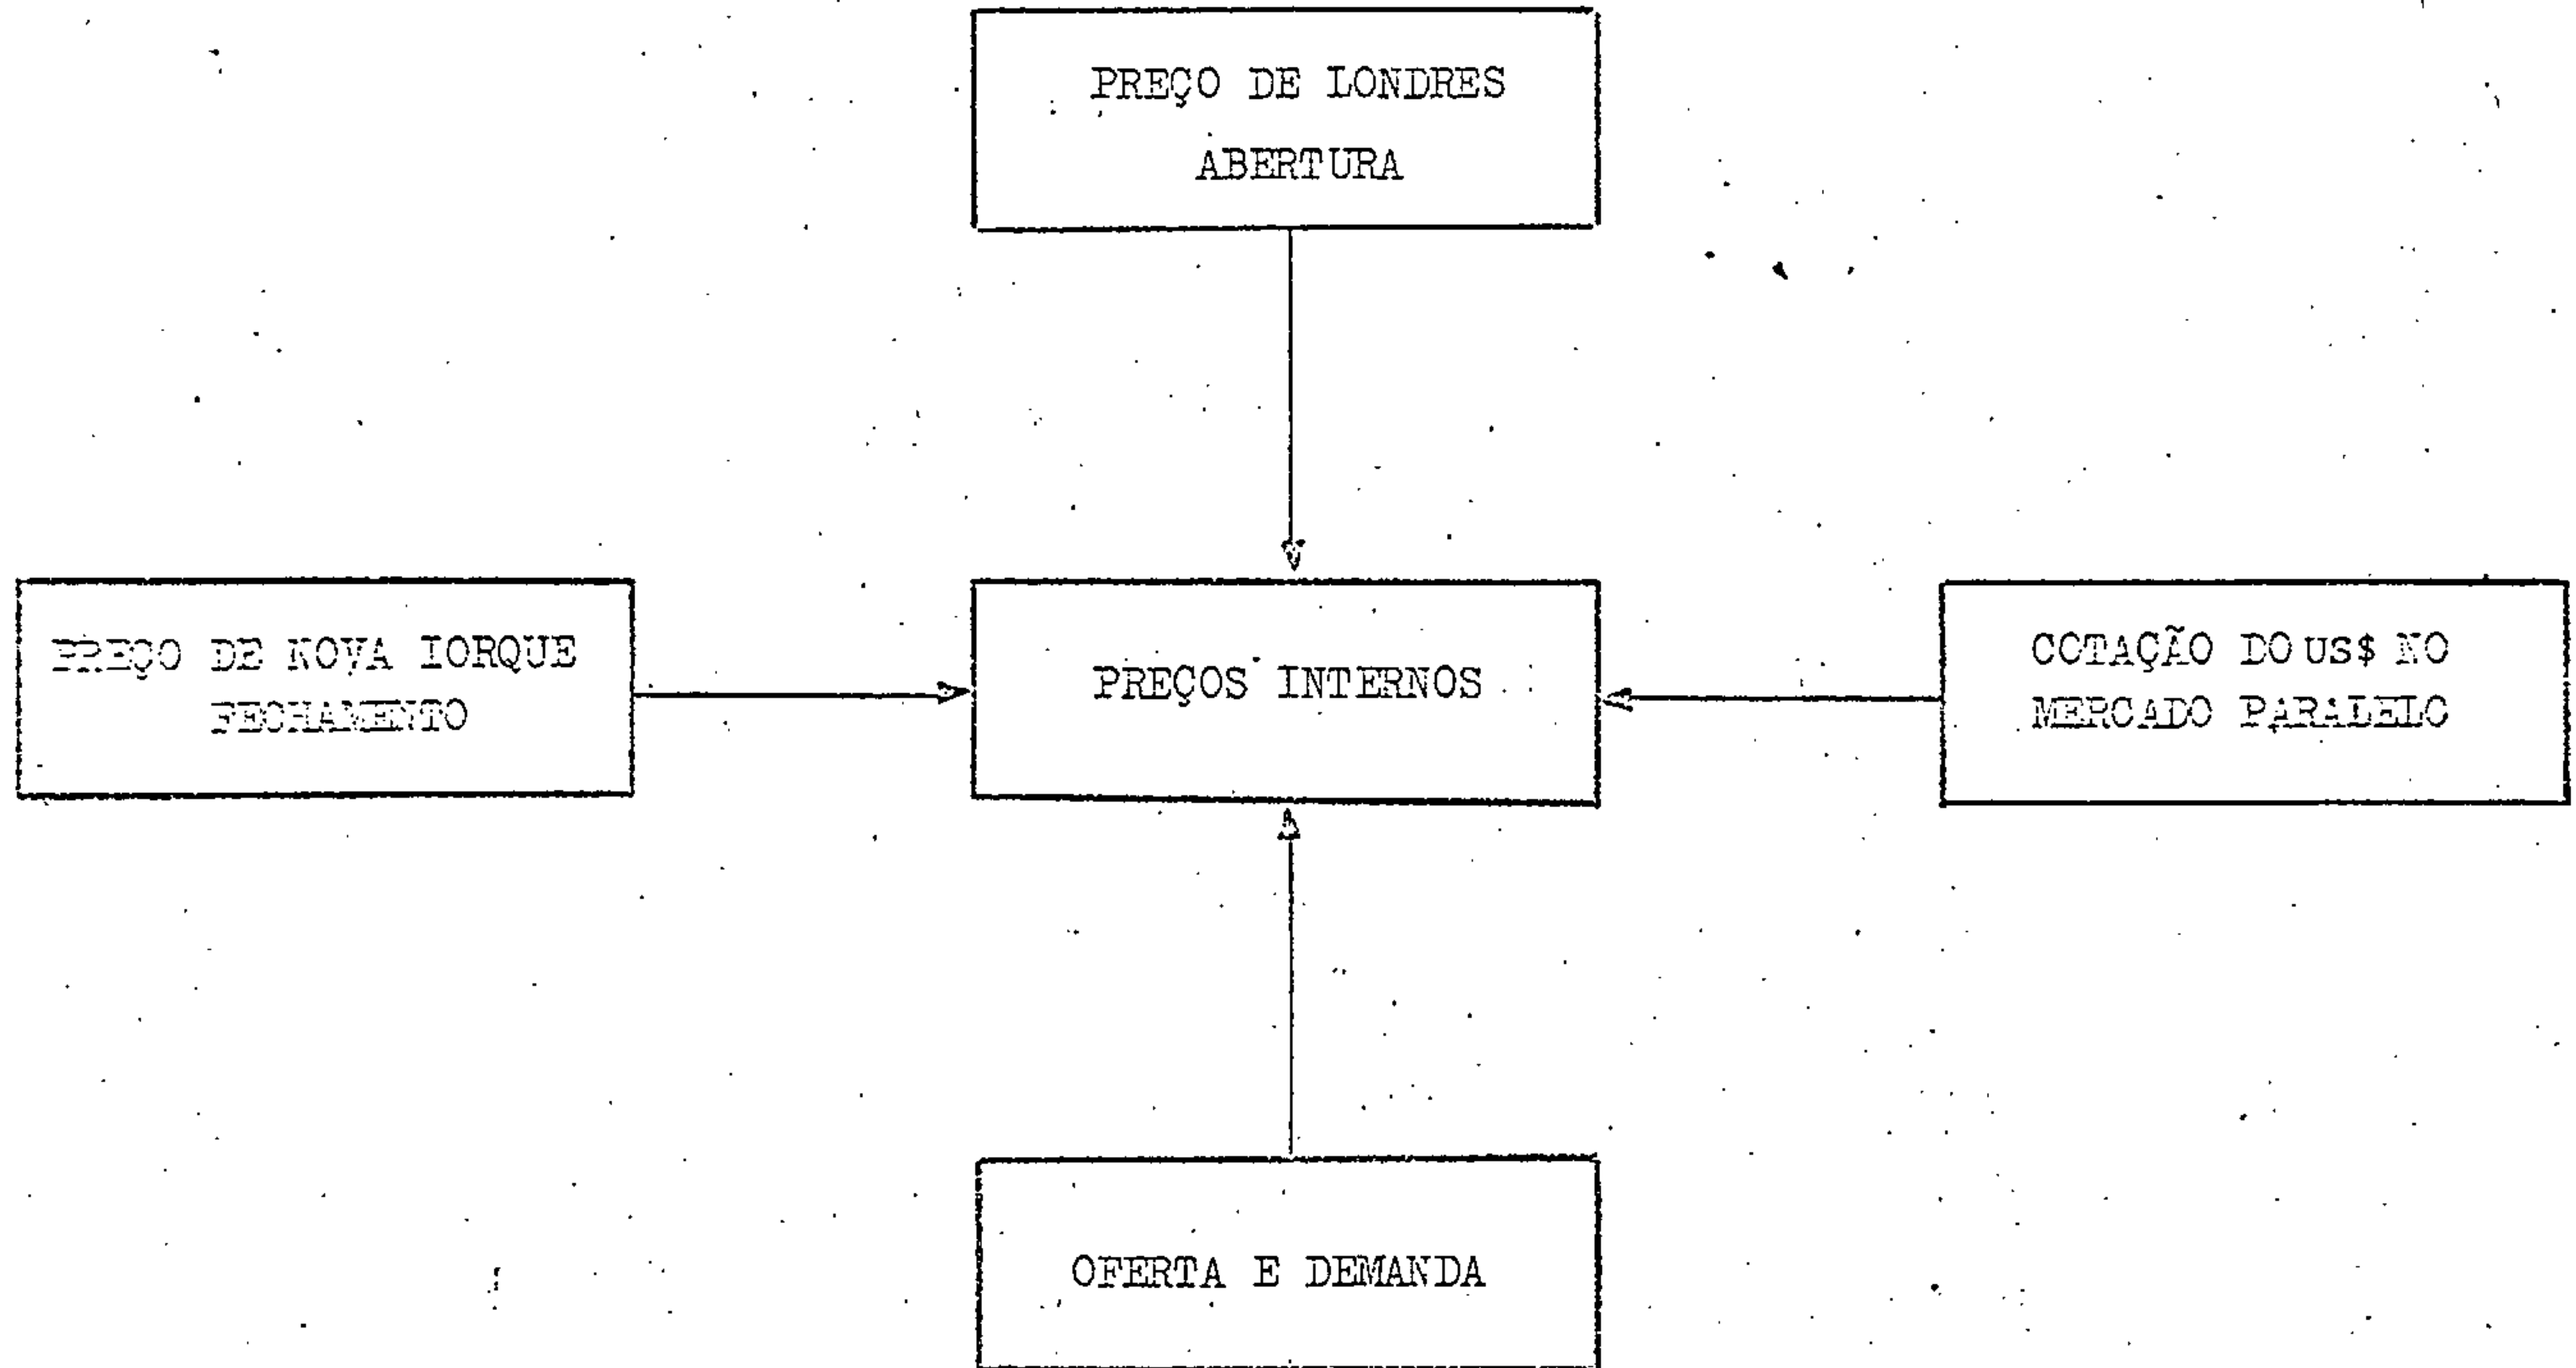 PREÇO DE LONDRES
ABERTURA
PREÇO DE NOVA IORQUE
FECHAMENTO
PREÇOS INTERNOS
COTAÇÃO DO US$ NO
MERCADO PARALELO
OFERTA E DEMANDA